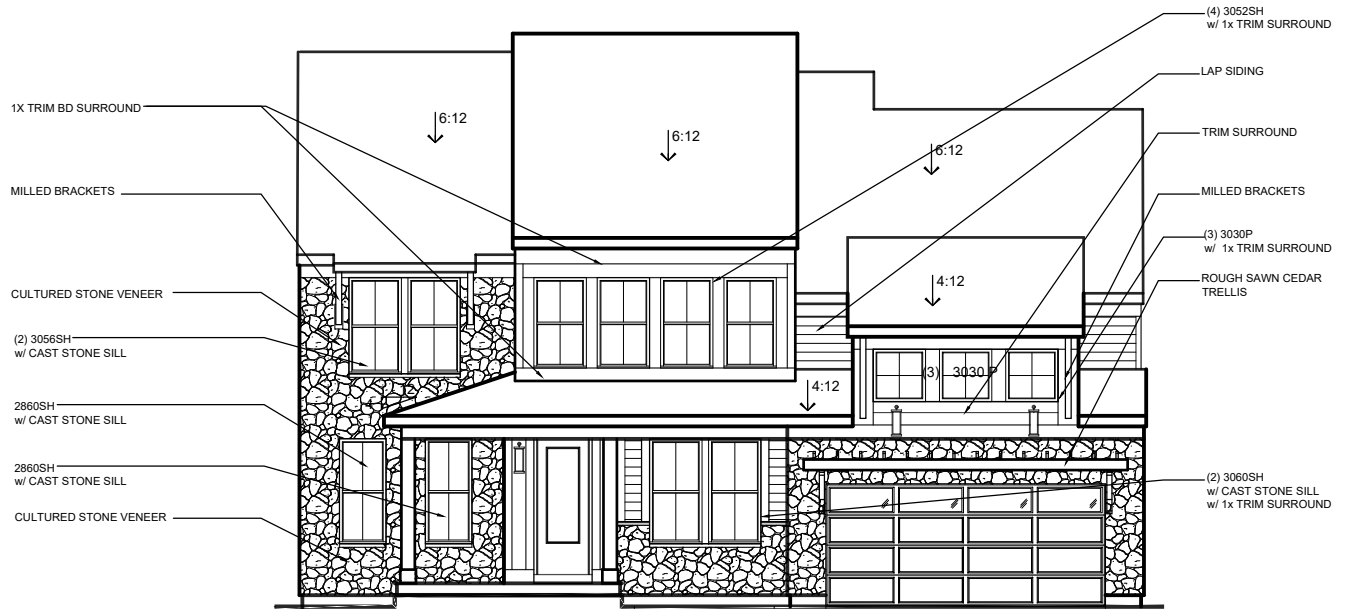 1X TRIM BD SURROUND
MILLED BRACKETS
CULTURED STONE VENEER
(2) 3056SH
w/ CAST STONE SILL
2860SH
w/ CAST STONE SILL
2860SH
w/ CAST STONE SILL
CULTURED STONE VENEER
6:12
6:12
6:12
4:12
4:12
(3) 3030 P
(4) 3052SH
w/ 1x TRIM SURROUND
LAP SIDING
TRIM SURROUND
MILLED BRACKETS
(3) 3030P
w/ 1x TRIM SURROUND
ROUGH SAWN CEDAR
TRELLIS
(2) 3060SH
w/ CAST STONE SILL
w/ 1x TRIM SURROUND